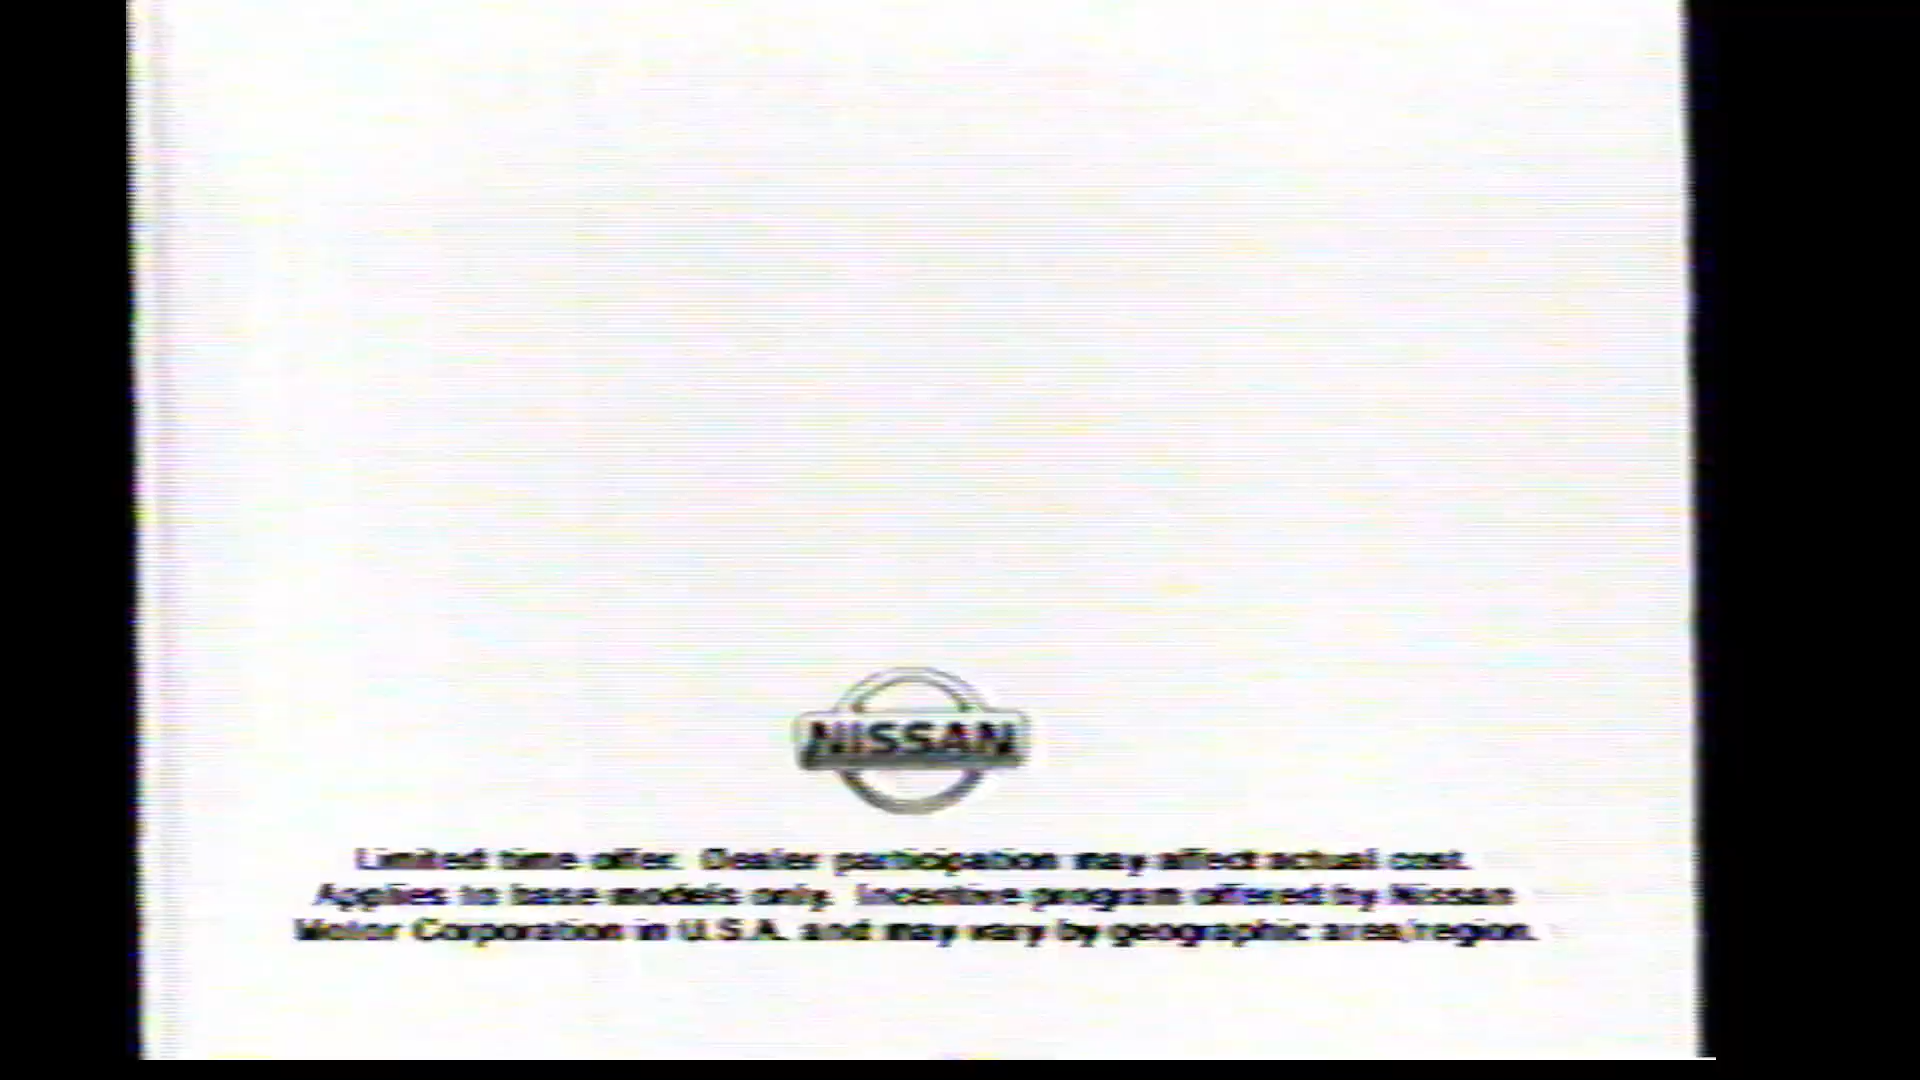 NISSAN
Limited time offer. Dealer participation may affect actual cost.
Applies to base models only. Incentive program offered by Nissan
Motor Corporation in U.S.A. and may vary by geographic area/region.